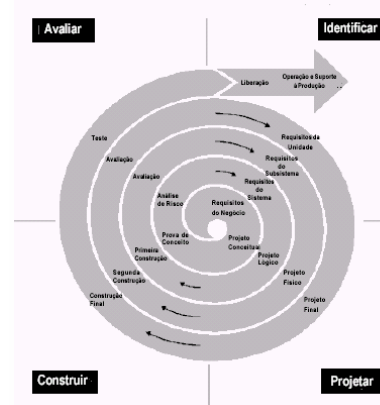 Avaliar
Identificar
Liberação
Operação e Suporte
à Produção
Teste
Requisitos da
Unidade
Avaliação
Requisitos
do
Subsistema
Avaliação
Requisitos
do
Sistema
Análise
de Risco
Requisitos
do Negócio
Prova de
Conceito
Projeto
Conceitual
Primeira
Construção
Projeto
Lógico
Segunda
Construção
Projeto
Físico
Construção
Final
Projeto
Final
Construir
Projetar